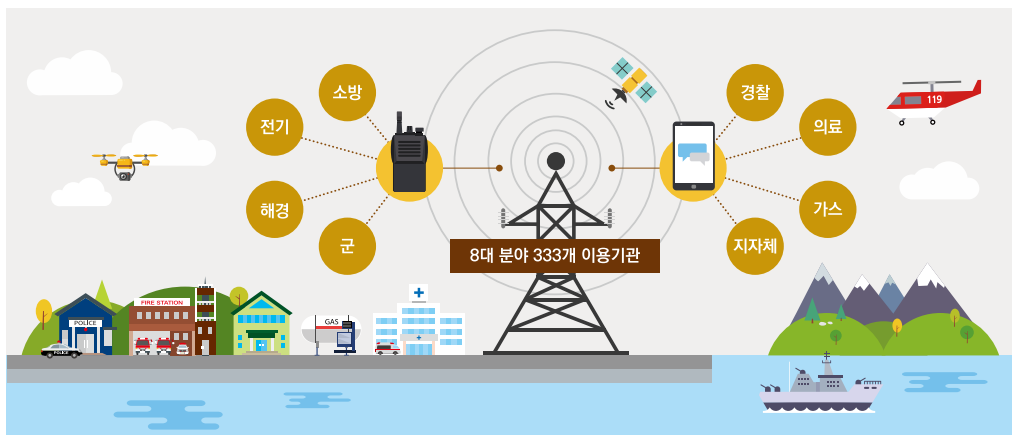 소방
전기
해경
군
경찰
의료
가스
지자체
119
8대 분야 333개 이용기관
POLICE
FIRE STATION
GAS
POLICE